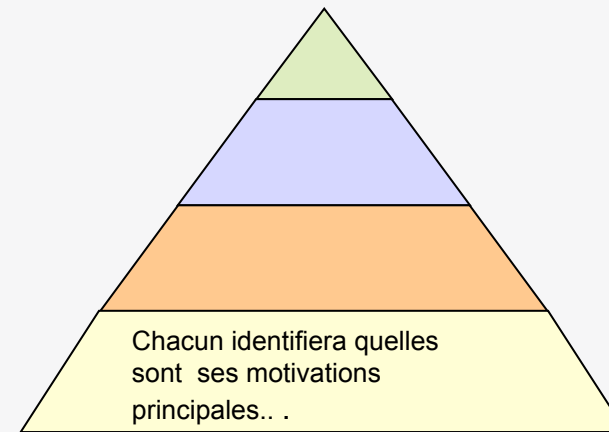 Chacun identifiera quelles
sont  ses motivations
principales.. .